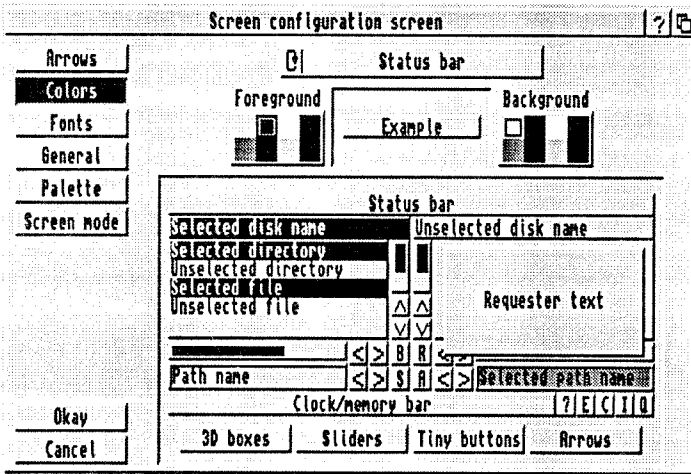 Screen configuration screen ?
Arrows
Colors
Fonts
General
Palette
Screen mode
Okay
Cancel
Status bar
Foreground
Background
Example
Status bar
Selected disk name Unselected disk name
Selected directory
Unselected directory
Selected file
Unselected file
Requester text
< > B R <
Path name < > S A < > Selected path name
Clock/memory bar ? E C I Q
3D boxes Sliders Tiny buttons Arrows